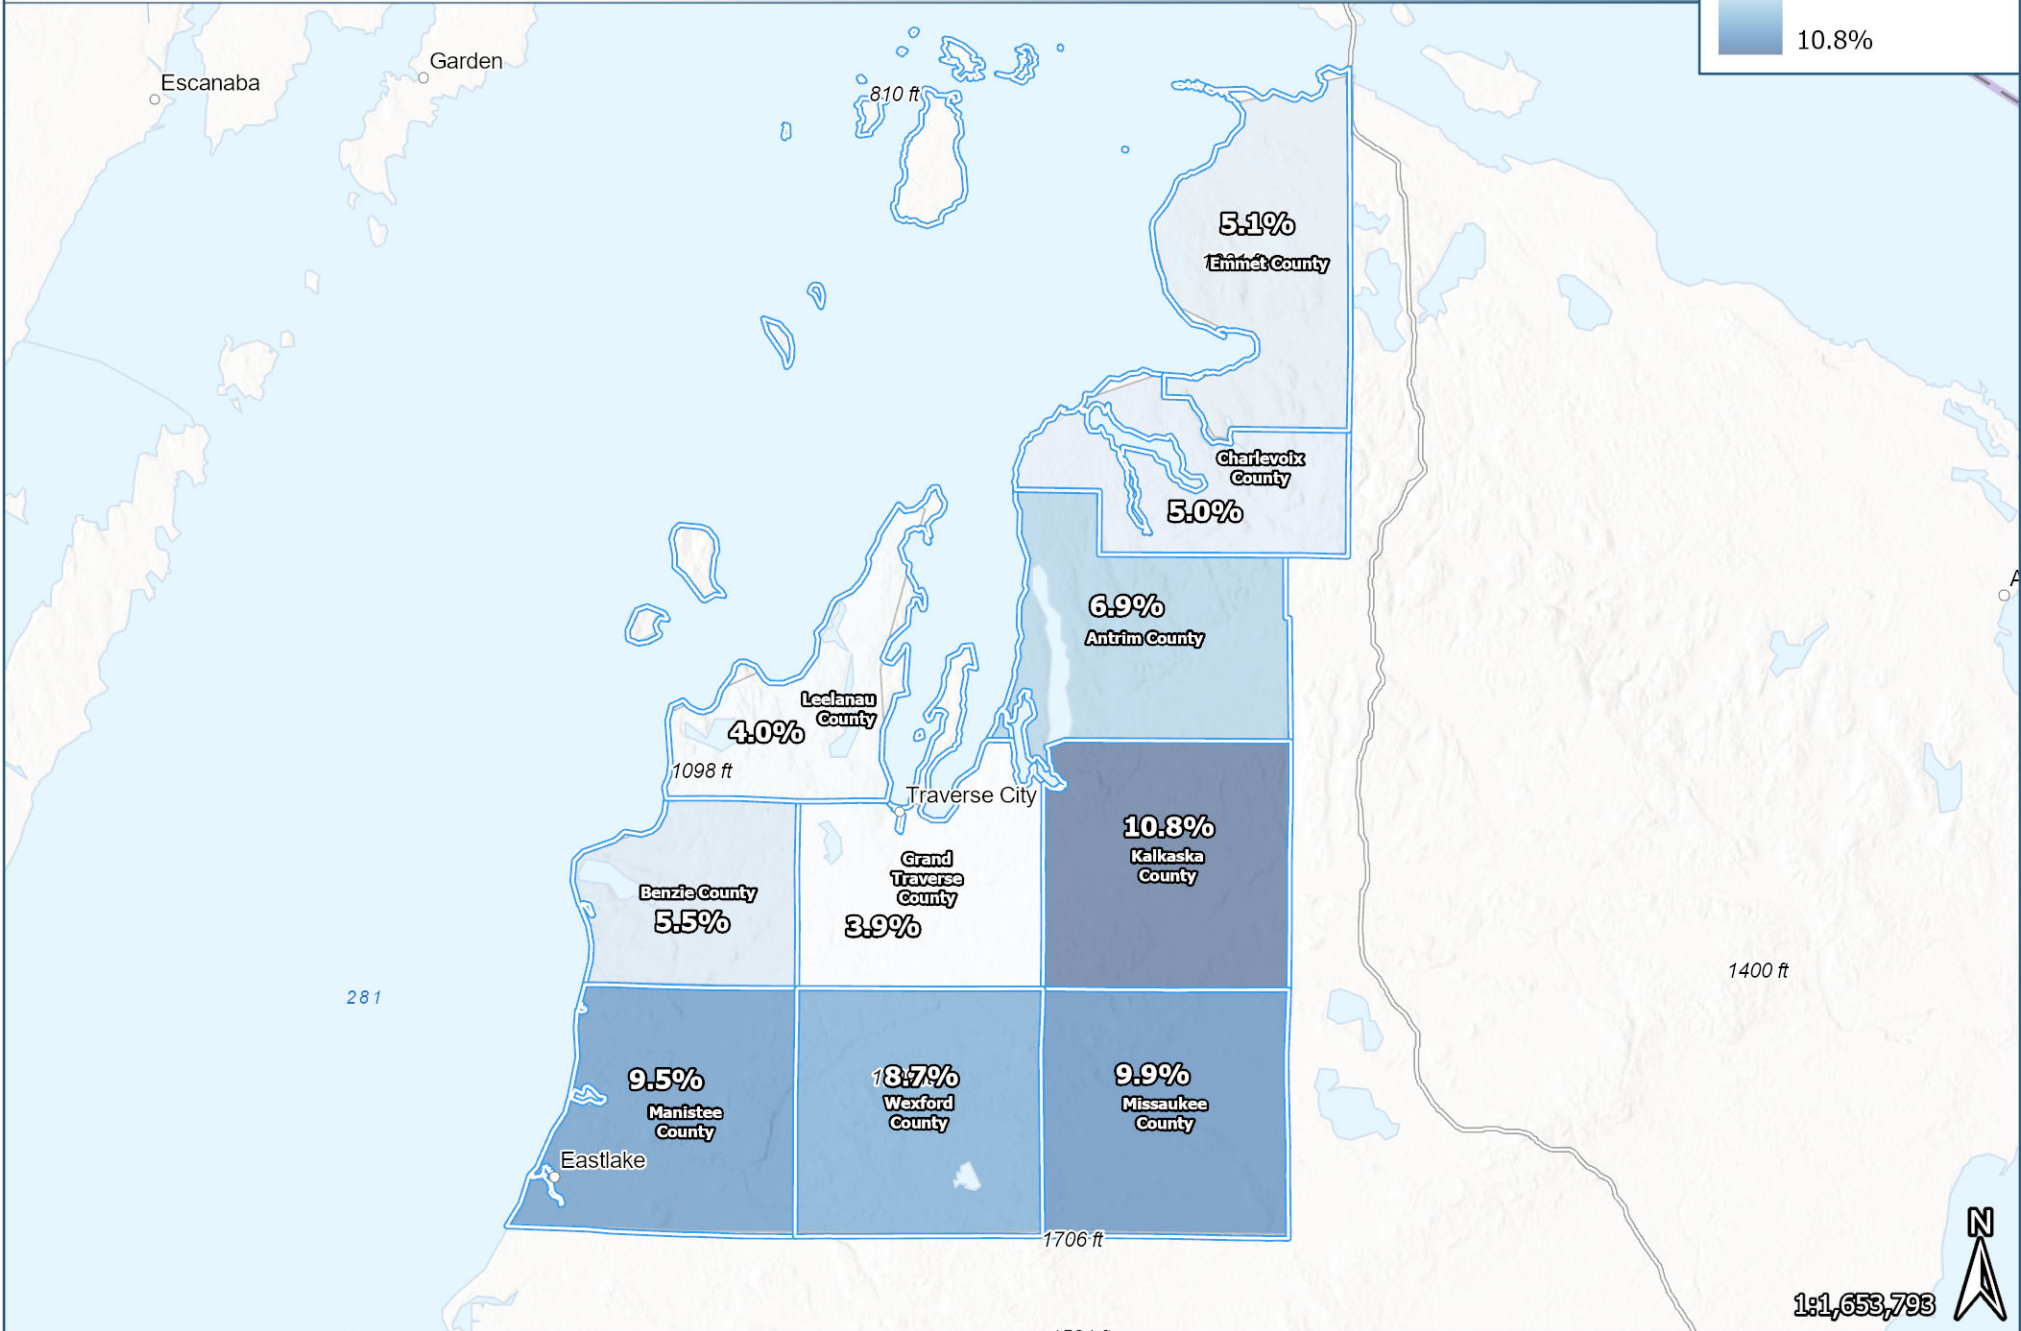 10.8%
Garden
Escanaba
810 ft
5.1%
Emmet County
Charlevoix
County
5.0%
6.9%
Antrim County
Leelanau
County
4.0%
1098 ft
Traverse City
10.8%
Kalkaska
County
Grand
Traverse
County
3.9%
Benzie County
5.5%
281
1400 ft
9.5%
Manistee
County
8.7%
Wexford
County
9.9%
Missaukee
County
Eastlake
1706 ft
N
1:1,653,793